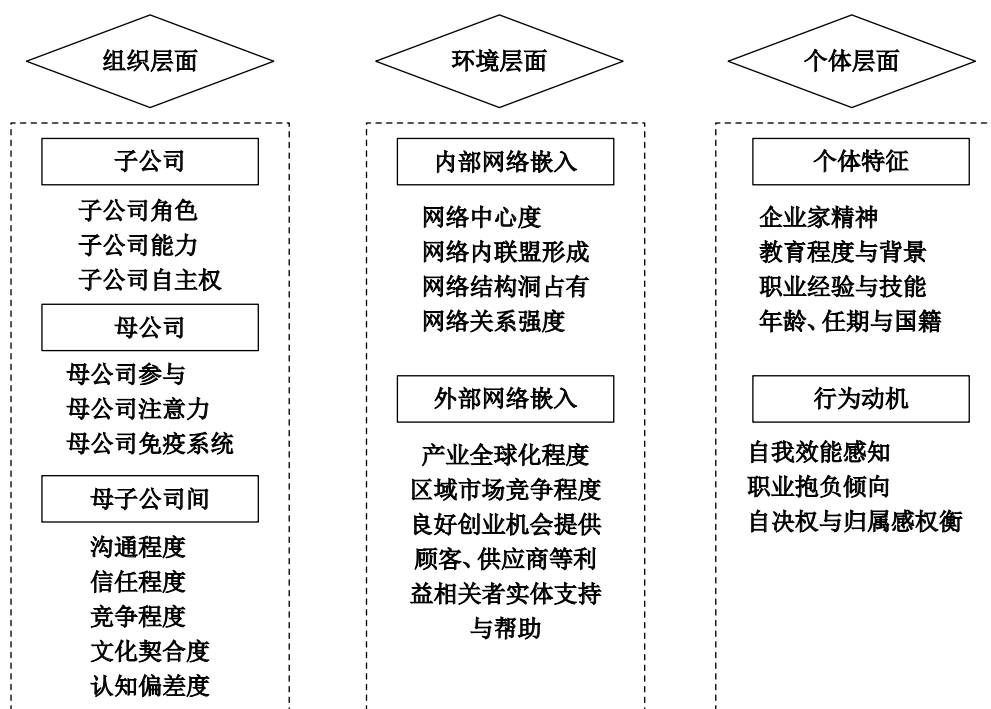 组织层面
环境层面
个体层面
子公司
子公司角色
子公司能力
子公司自主权
母公司
母公司参与
母公司注意力
母公司免疫系统
母子公司间
沟通程度
信任程度
竞争程度
文化契合度
认知偏差度
内部网络嵌入
网络中心度
网络内联盟形成
网络结构洞占有
网络关系强度
外部网络嵌入
产业全球化程度
区域市场竞争程度
良好创业机会提供
顾客、供应商等利
益相关者实体支持
与帮助
个体特征
企业家精神
教育程度与背景
职业经验与技能
年龄、任期与国籍
行为动机
自我效能感知
职业抱负倾向
自决权与归属感权衡